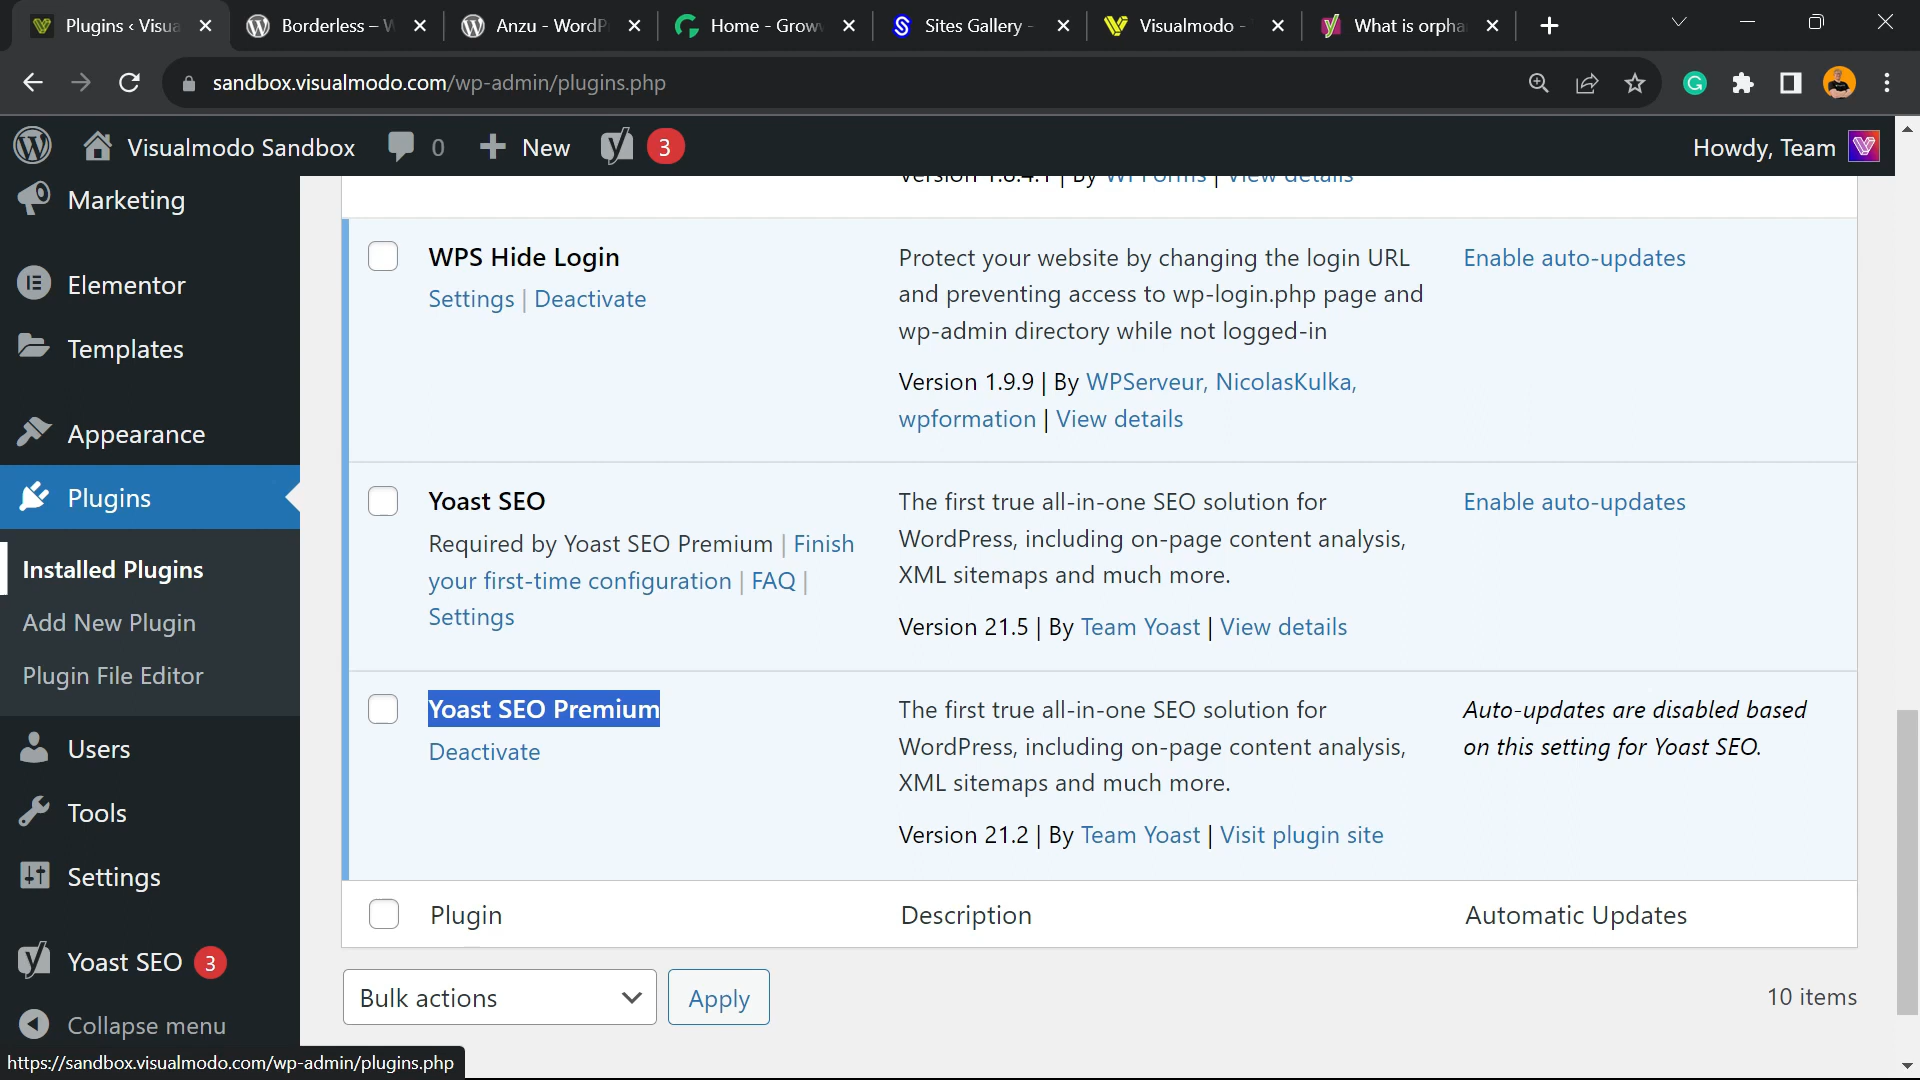 Plugins ‹ Visua
Borderless – W
Anzu - WordP
Home - Grow
Sites Gallery -
Visualmodo -
What is orpha
sandbox.visualmodo.com/wp-admin/plugins.php
Visualmodo Sandbox
0
New
3
Howdy, Team
Marketing
Elementor
Templates
Appearance
Plugins
Installed Plugins
Add New Plugin
Plugin File Editor
Users
Tools
Settings
Yoast SEO 3
Collapse menu
Version 1.8.4.1 | By WPForms | View details
WPS Hide Login
Settings | Deactivate
Protect your website by changing the login URL
and preventing access to wp-login.php page and
wp-admin directory while not logged-in
Version 1.9.9 | By WPServeur, NicolasKulka,
wpformation | View details
Enable auto-updates
Yoast SEO
Required by Yoast SEO Premium | Finish
your first-time configuration | FAQ |
Settings
The first true all-in-one SEO solution for
WordPress, including on-page content analysis,
XML sitemaps and much more.
Version 21.5 | By Team Yoast | View details
Enable auto-updates
Yoast SEO Premium
Deactivate
The first true all-in-one SEO solution for
WordPress, including on-page content analysis,
XML sitemaps and much more.
Version 21.2 | By Team Yoast | Visit plugin site
Auto-updates are disabled based
on this setting for Yoast SEO.
Plugin
Description
Automatic Updates
Bulk actions
Apply
10 items
https://sandbox.visualmodo.com/wp-admin/plugins.php